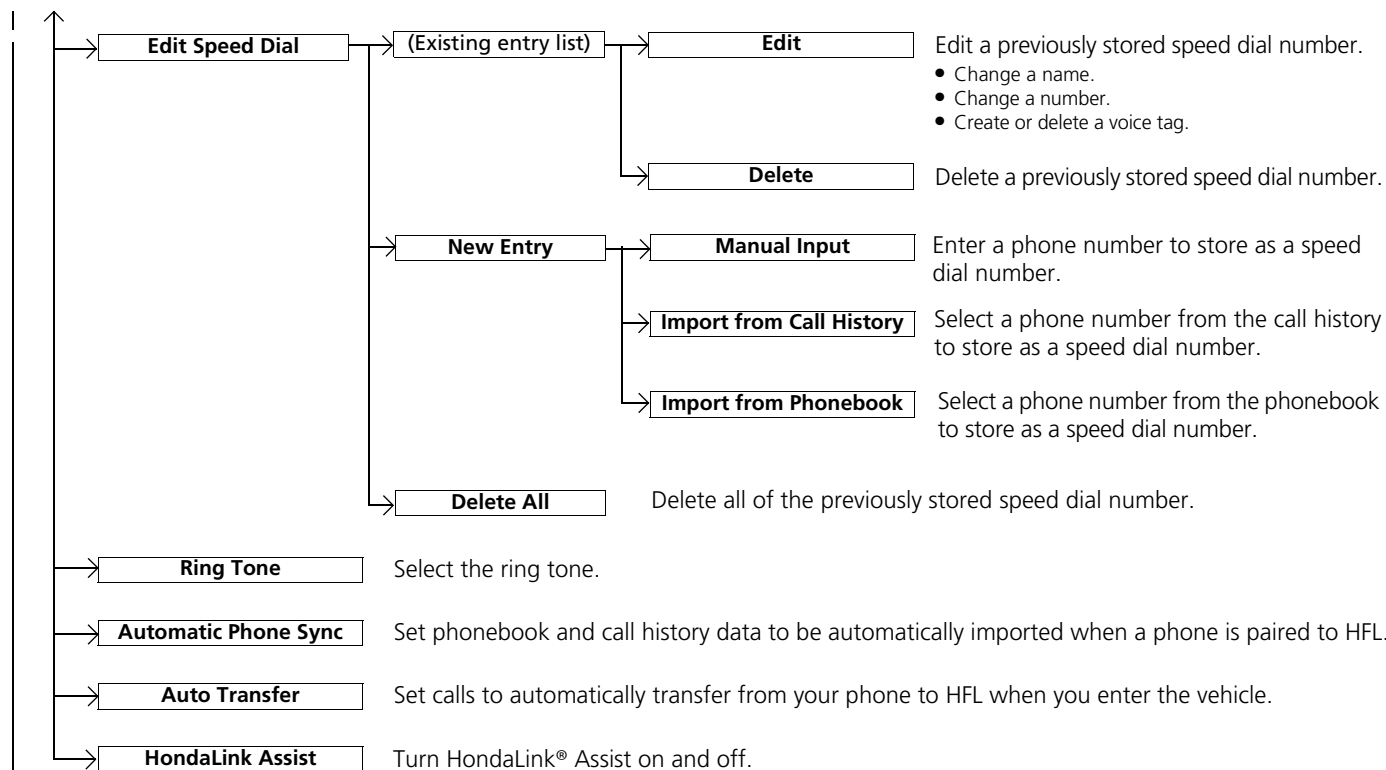 Edit Speed Dial
(Existing entry list)
Edit
Edit a previously stored speed dial number.
• Change a name.
• Change a number.
• Create or delete a voice tag.
Delete
Delete a previously stored speed dial number.
New Entry
Manual Input
Enter a phone number to store as a speed
dial number.
Import from Call History
Select a phone number from the call history
to store as a speed dial number.
Import from Phonebook
Select a phone number from the phonebook
to store as a speed dial number.
Delete All
Delete all of the previously stored speed dial number.
Ring Tone
Select the ring tone.
Automatic Phone Sync
Set phonebook and call history data to be automatically imported when a phone is paired to HFL.
Auto Transfer
Set calls to automatically transfer from your phone to HFL when you enter the vehicle.
HondaLink Assist
Turn HondaLink® Assist on and off.